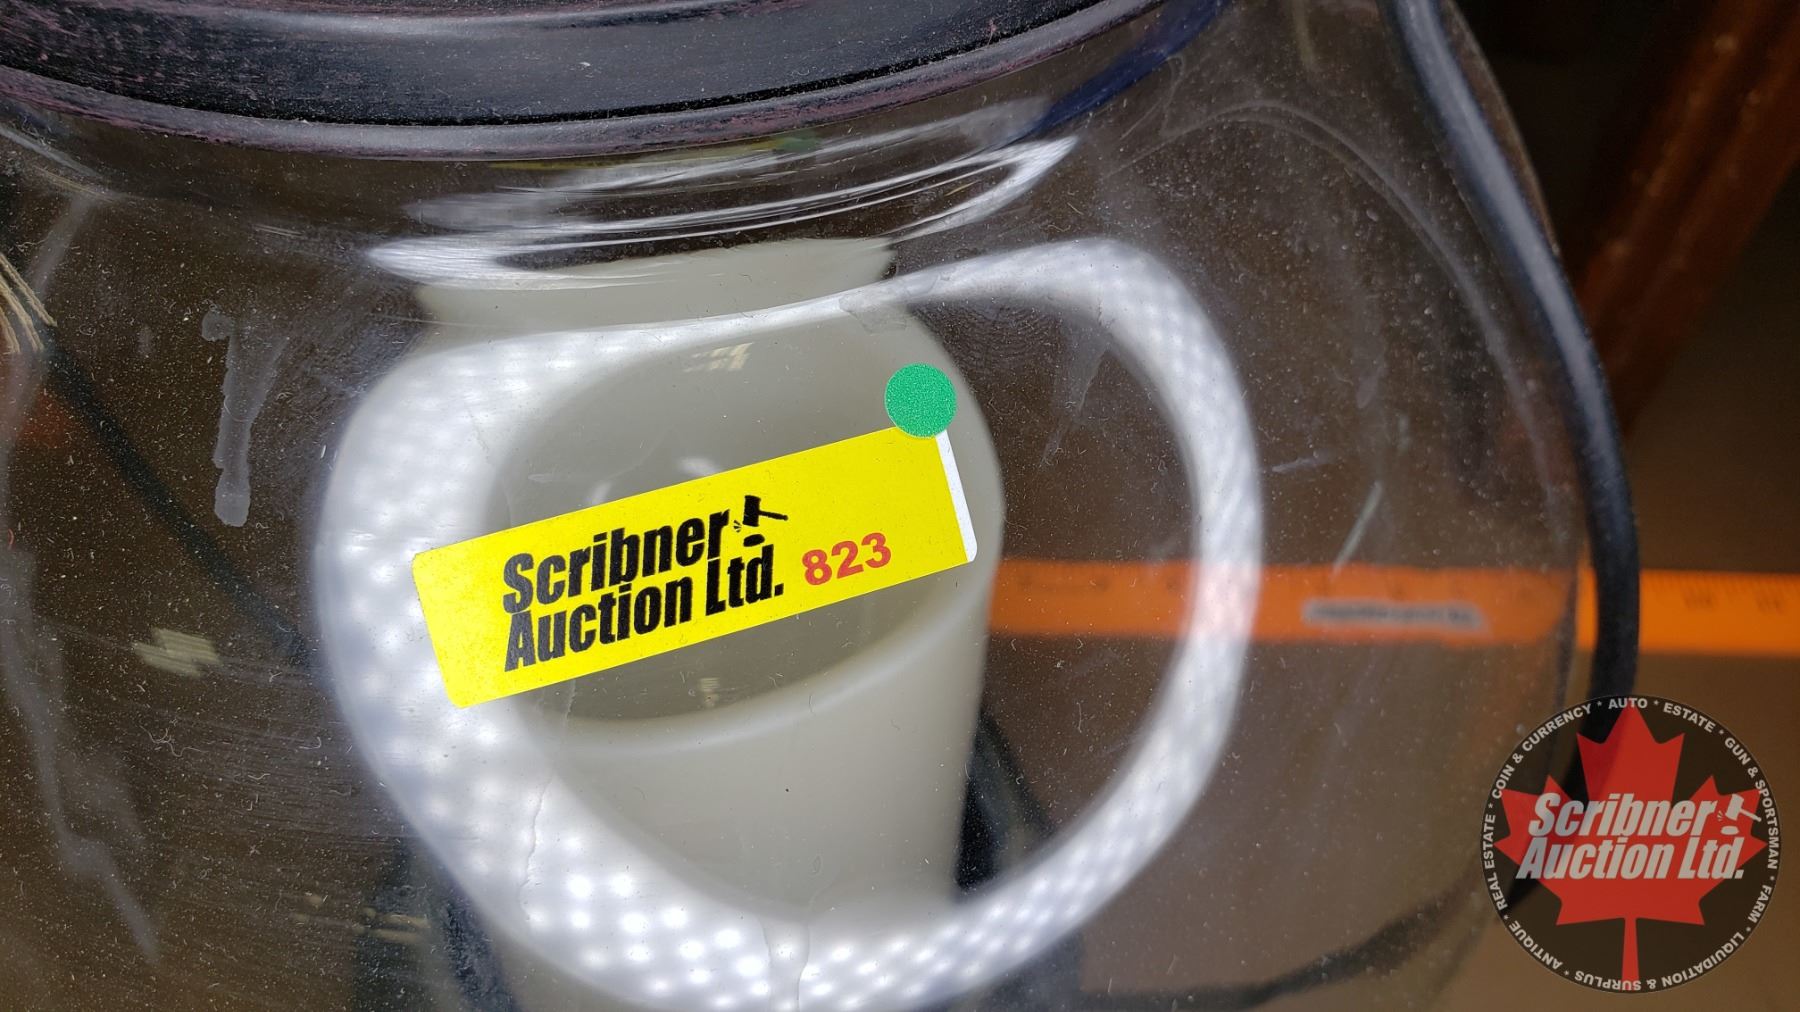 Scribner
Auction Ltd. 823
REAL ESTATE * COIN & CURRENCY * AUTO * ESTATE * GUN & SPORTSMAN * FARM * LIQUIDATION & SURPLUS * ANTIQUE *
Scribner
Auction Ltd.